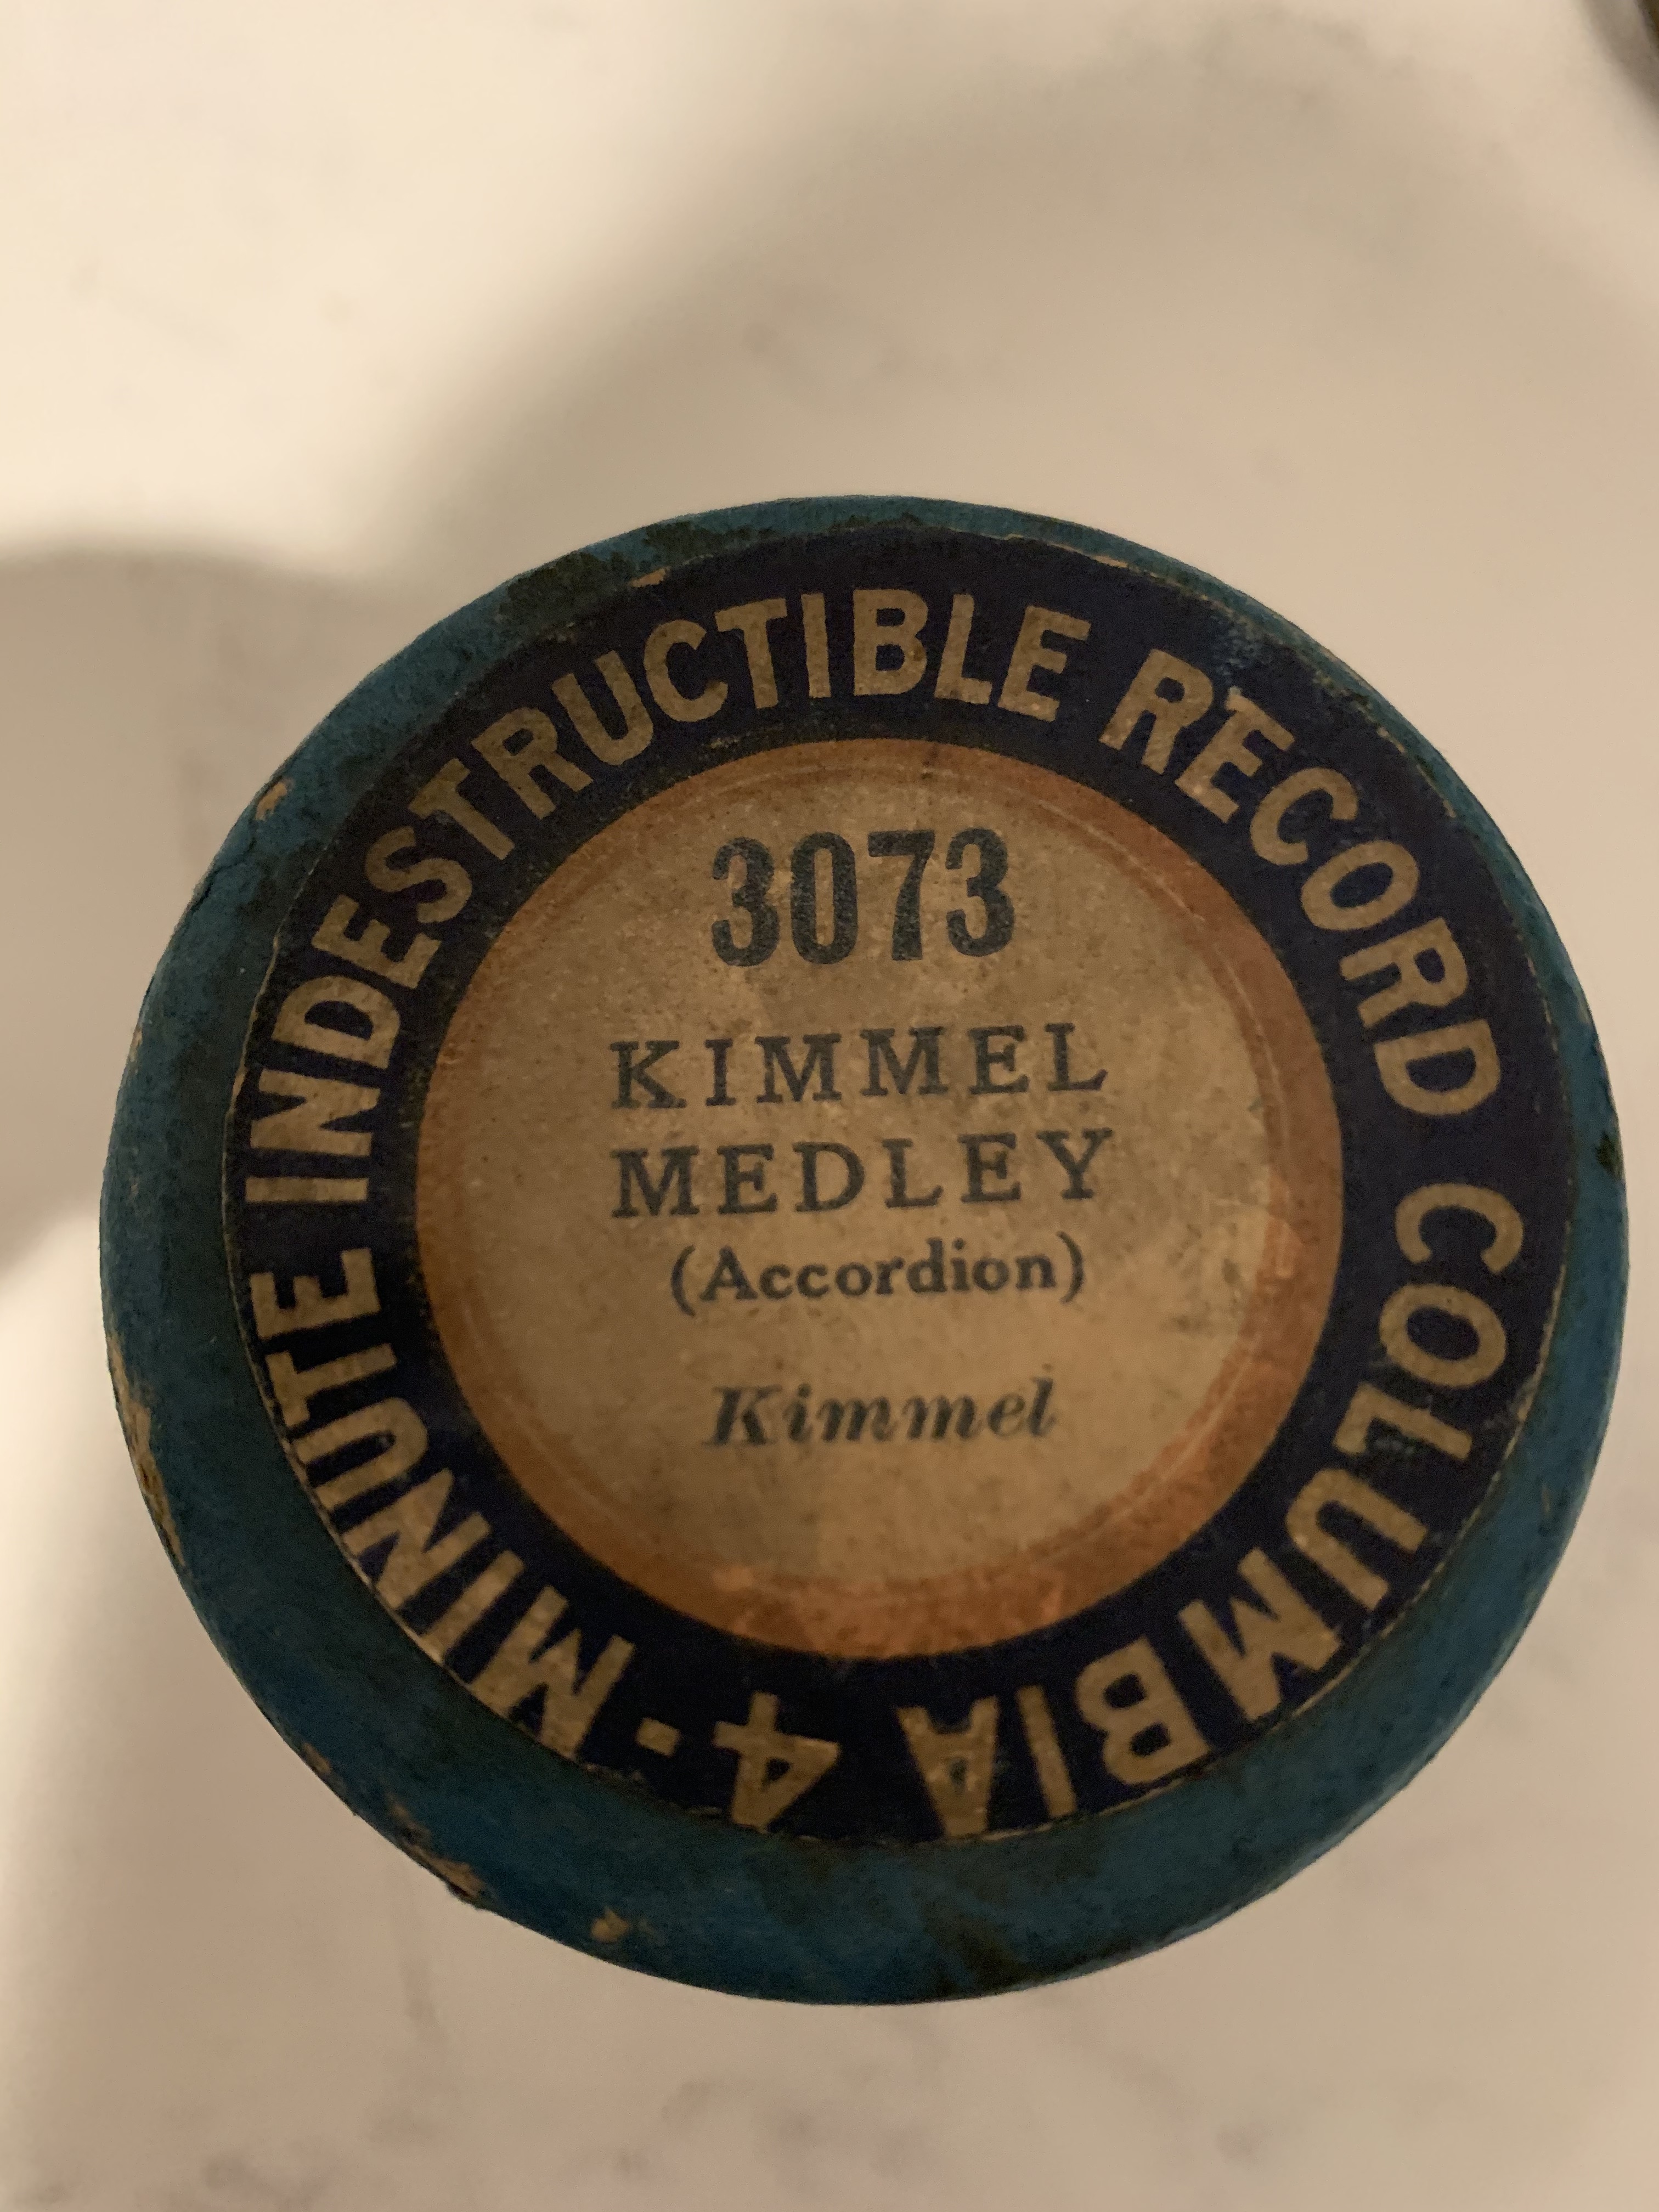 COLUMBIA 4-MINUTE INDESTRUCTIBLE RECORD
3073
KIMMEL
MEDLEY
(Accordion)
Kimmel